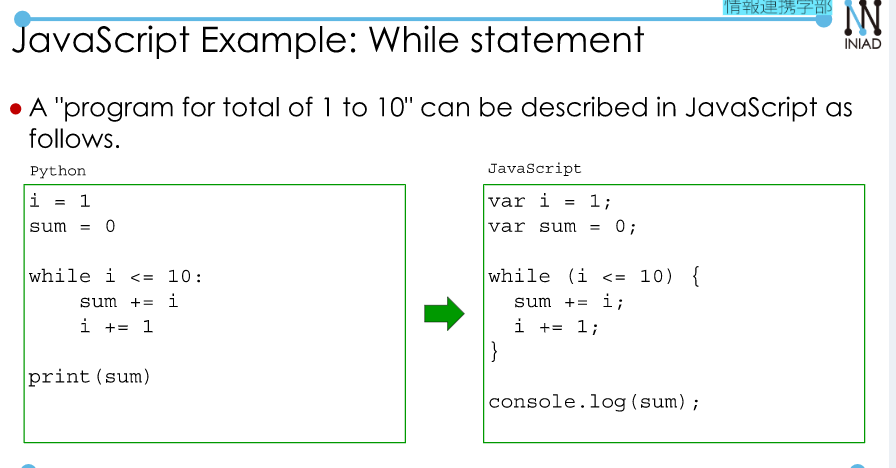 情報連携学部
INIAD
JavaScript Example: While statement
● A "program for total of 1 to 10" can be described in JavaScript as
follows.
Python
i = 1
sum = 0
while i <= 10:
    sum += i
    i += 1
print(sum)
JavaScript
var i = 1;
var sum = 0;
while (i <= 10) {
  sum += i;
  i += 1;
}
console.log(sum);